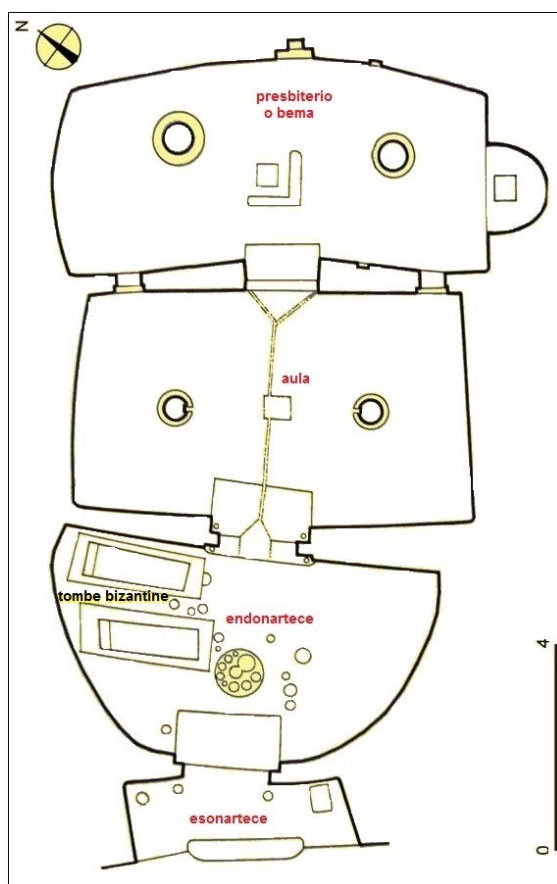 N
presbiterio
o bema
aula
tombe bizantine
endonartece
esonartece
4
0